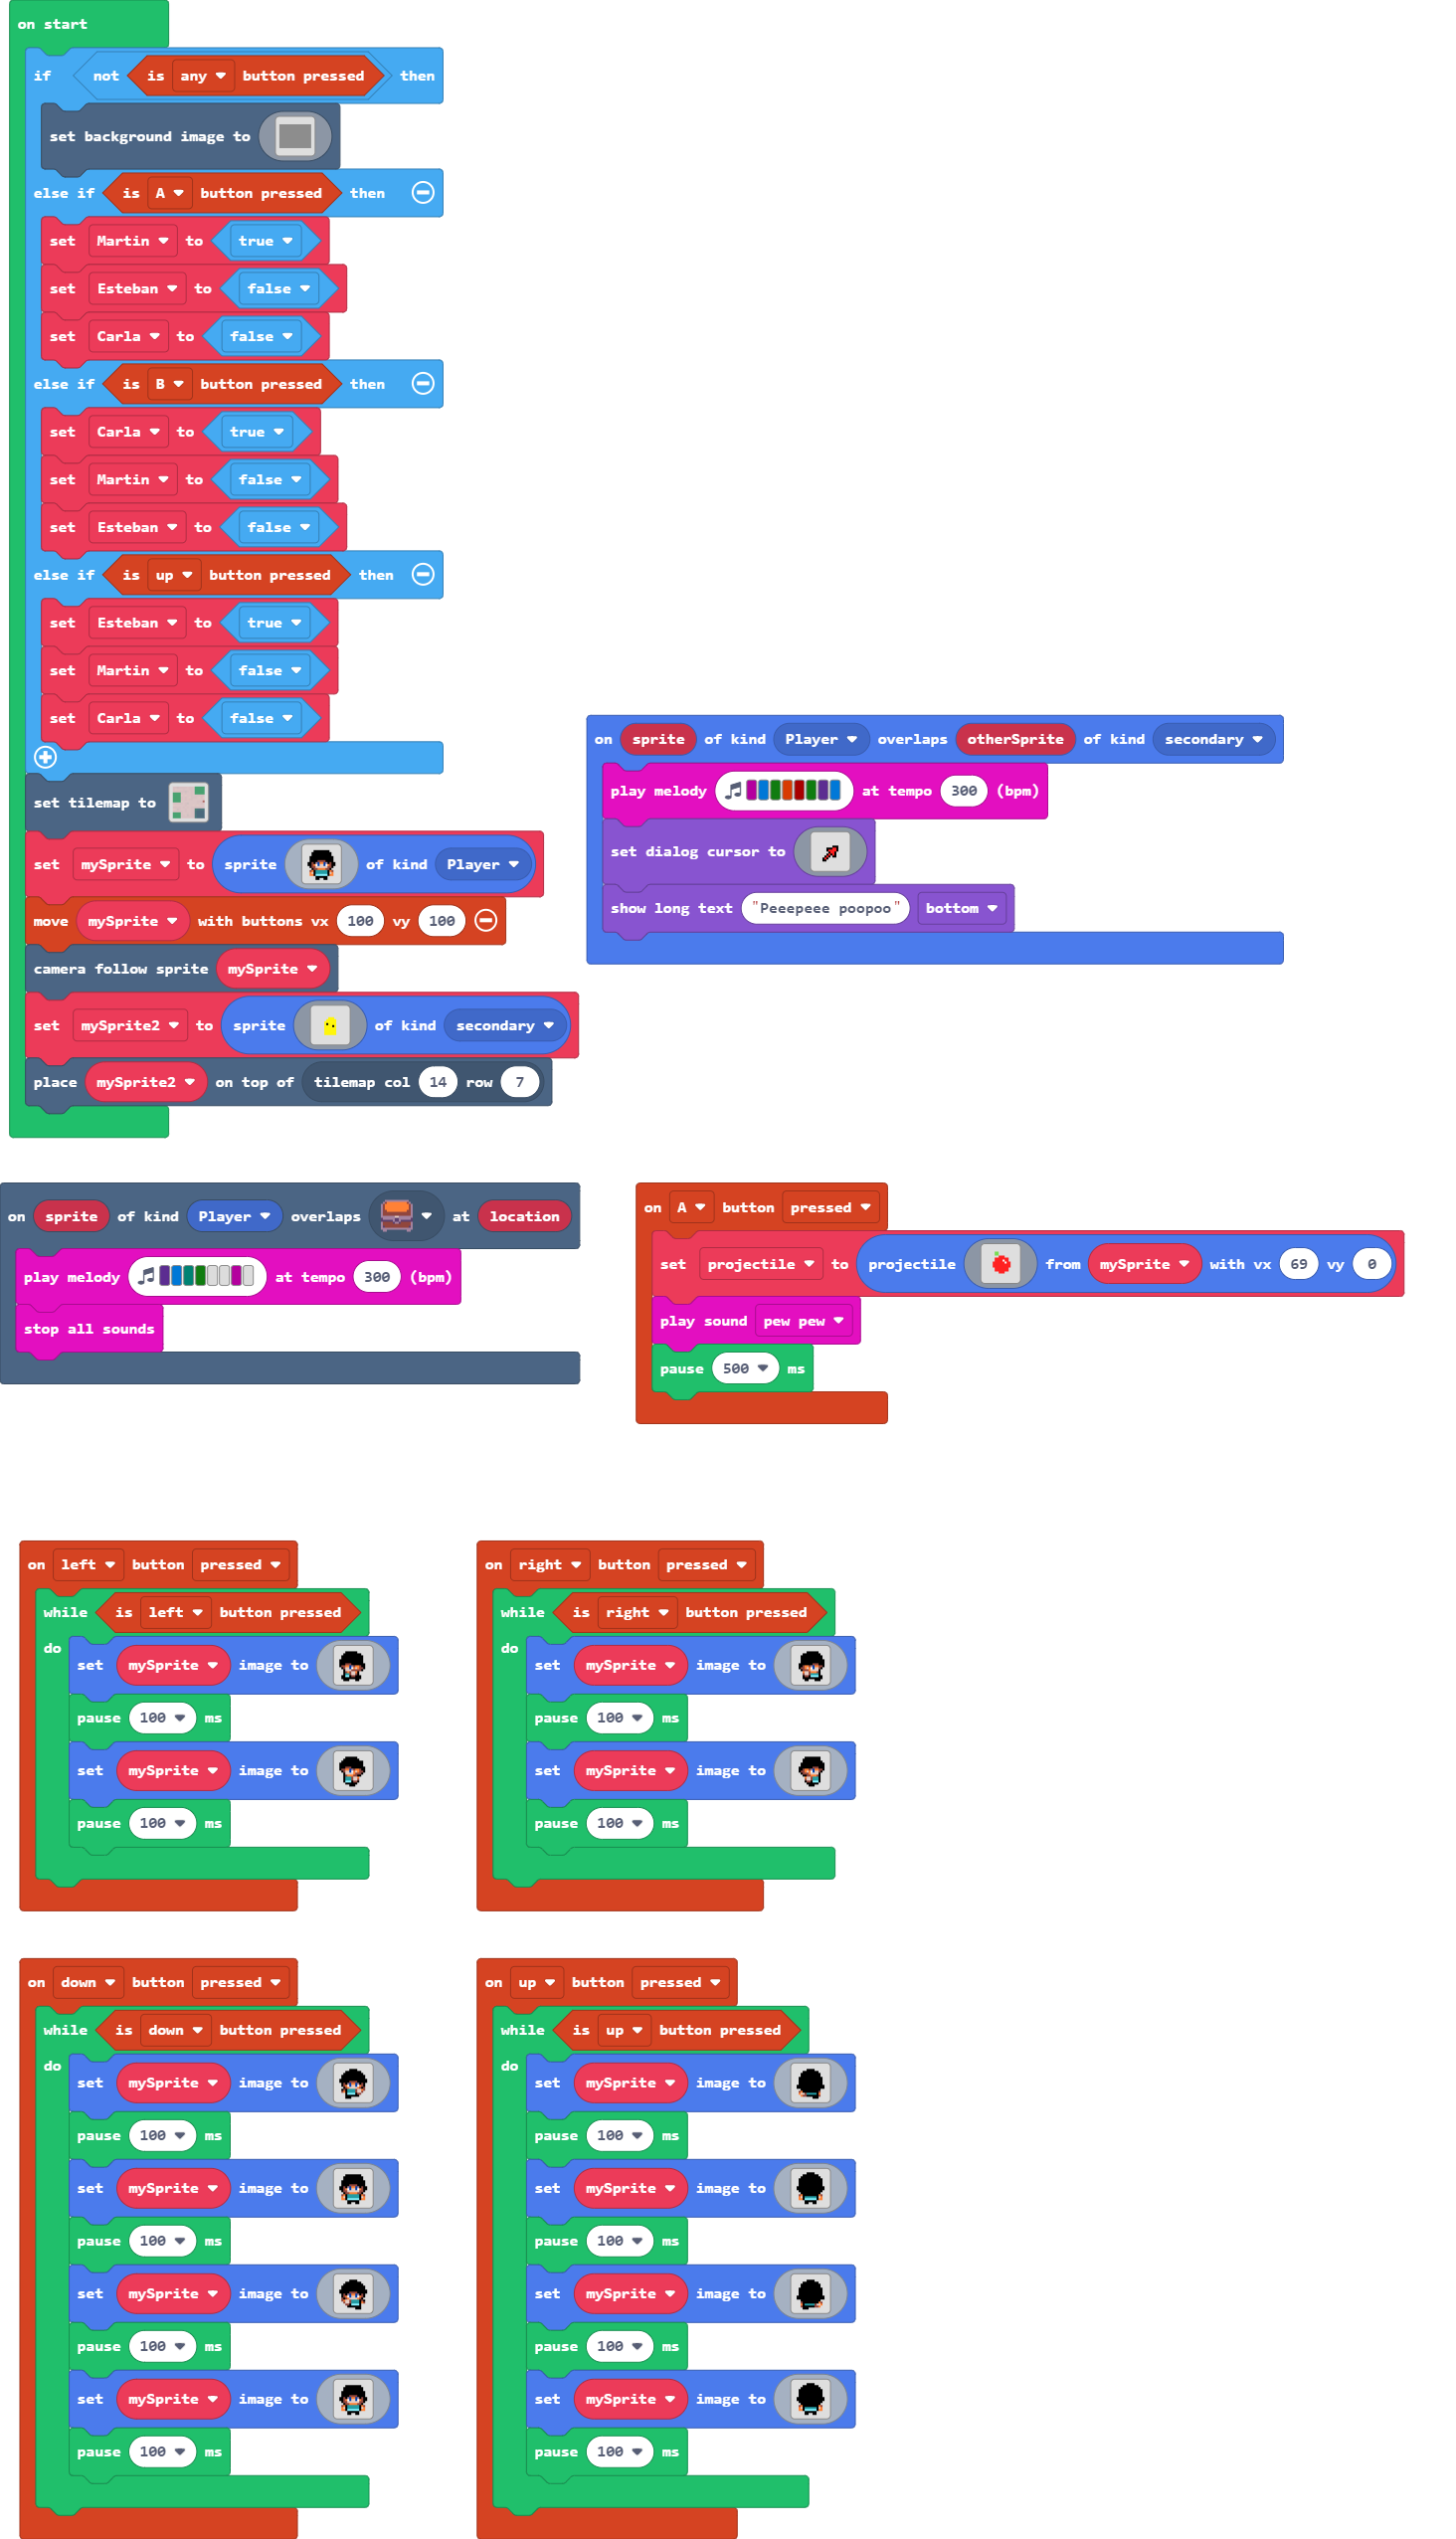 on start
if not is any button pressed then
set background image to
else if is A button pressed then
set Martin to true
set Esteban to false
set Carla to false
else if is B button pressed then
set Carla to true
set Martin to false
set Esteban to false
else if is up button pressed then
set Esteban to true
set Martin to false
set Carla to false
set tilemap to
set mySprite to sprite of kind Player
move mySprite with buttons vx 100 vy 100
camera follow sprite mySprite
set mySprite2 to sprite of kind secondary
place mySprite2 on top of tilemap col 14 row 7
on sprite of kind Player overlaps otherSprite of kind secondary
play melody at tempo 300 (bpm)
set dialog cursor to
show long text "Peeepeee poopoo" bottom
on sprite of kind Player overlaps at location
play melody at tempo 300 (bpm)
stop all sounds
on A button pressed
set projectile to projectile from mySprite with vx 69 vy 0
play sound pew pew
pause 500 ms
on left button pressed
while is left button pressed
do
set mySprite image to
pause 100 ms
set mySprite image to
pause 100 ms
on right button pressed
while is right button pressed
do
set mySprite image to
pause 100 ms
set mySprite image to
pause 100 ms
on down button pressed
while is down button pressed
do
set mySprite image to
pause 100 ms
set mySprite image to
pause 100 ms
set mySprite image to
pause 100 ms
set mySprite image to
pause 100 ms
on up button pressed
while is up button pressed
do
set mySprite image to
pause 100 ms
set mySprite image to
pause 100 ms
set mySprite image to
pause 100 ms
set mySprite image to
pause 100 ms